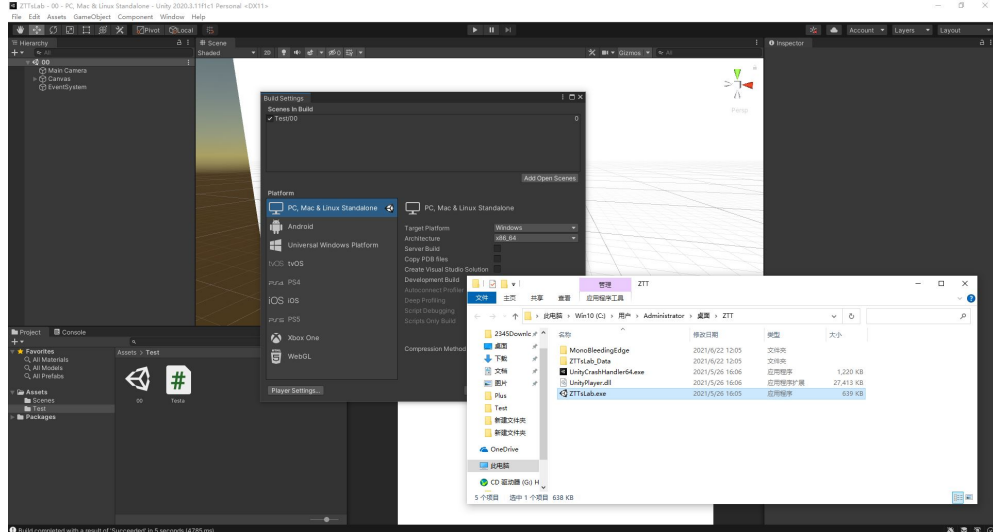 ZTTsLab - 00 - PC, Mac & Linux Standalone - Unity 2020.3.11f1c1 Personal <DX11>
File Edit Assets GameObject Component Window Help
Pivot Local Account Layers Layout
Hierarchy Scene Inspector
All Shaded 2D 0 Gizmos All
00
Main Camera
Canvas
EventSystem
Persp
Build Settings
Scenes In Build
Test/00 0
Add Open Scenes
Platform
PC, Mac & Linux Standalone
Android
Universal Windows Platform
tvOS tvOS
PS4 PS4
iOS iOS
PS5 PS5
Xbox One
WebGL
PC, Mac & Linux Standalone
Target Platform Windows
Architecture x86_64
Server Build
Copy PDB files
Create Visual Studio Solution
Development Build
Autoconnect Profiler
Deep Profiling
Script Debugging
Scripts Only Build
Compression Method
Player Settings...
Project Console
Favorites
All Materials
All Models
All Prefabs
Assets
Scenes
Test
Packages
Assets > Test
00 Testa
管理 ZTT
文件 主页 共享 查看 应用程序工具
此电脑 › Win10 (C:) › 用户 › Administrator › 桌面 › ZTT
2345Downlc
桌面
下载
文档
图片
Plus
Test
新建文件夹
新建文件夹
OneDrive
此电脑
CD 驱动器 (G:) H
名称 修改日期 类型 大小
MonoBleedingEdge 2021/6/22 12:05 文件夹
ZTTsLab_Data 2021/6/22 12:05 文件夹
UnityCrashHandler64.exe 2021/5/26 16:06 应用程序 1,220 KB
UnityPlayer.dll 2021/5/26 16:06 应用程序扩展 27,413 KB
ZTTsLab.exe 2021/5/26 16:05 应用程序 639 KB
5 个项目 选中 1 个项目 638 KB
Build completed with a result of 'Succeeded' in 5 seconds (4785 ms)